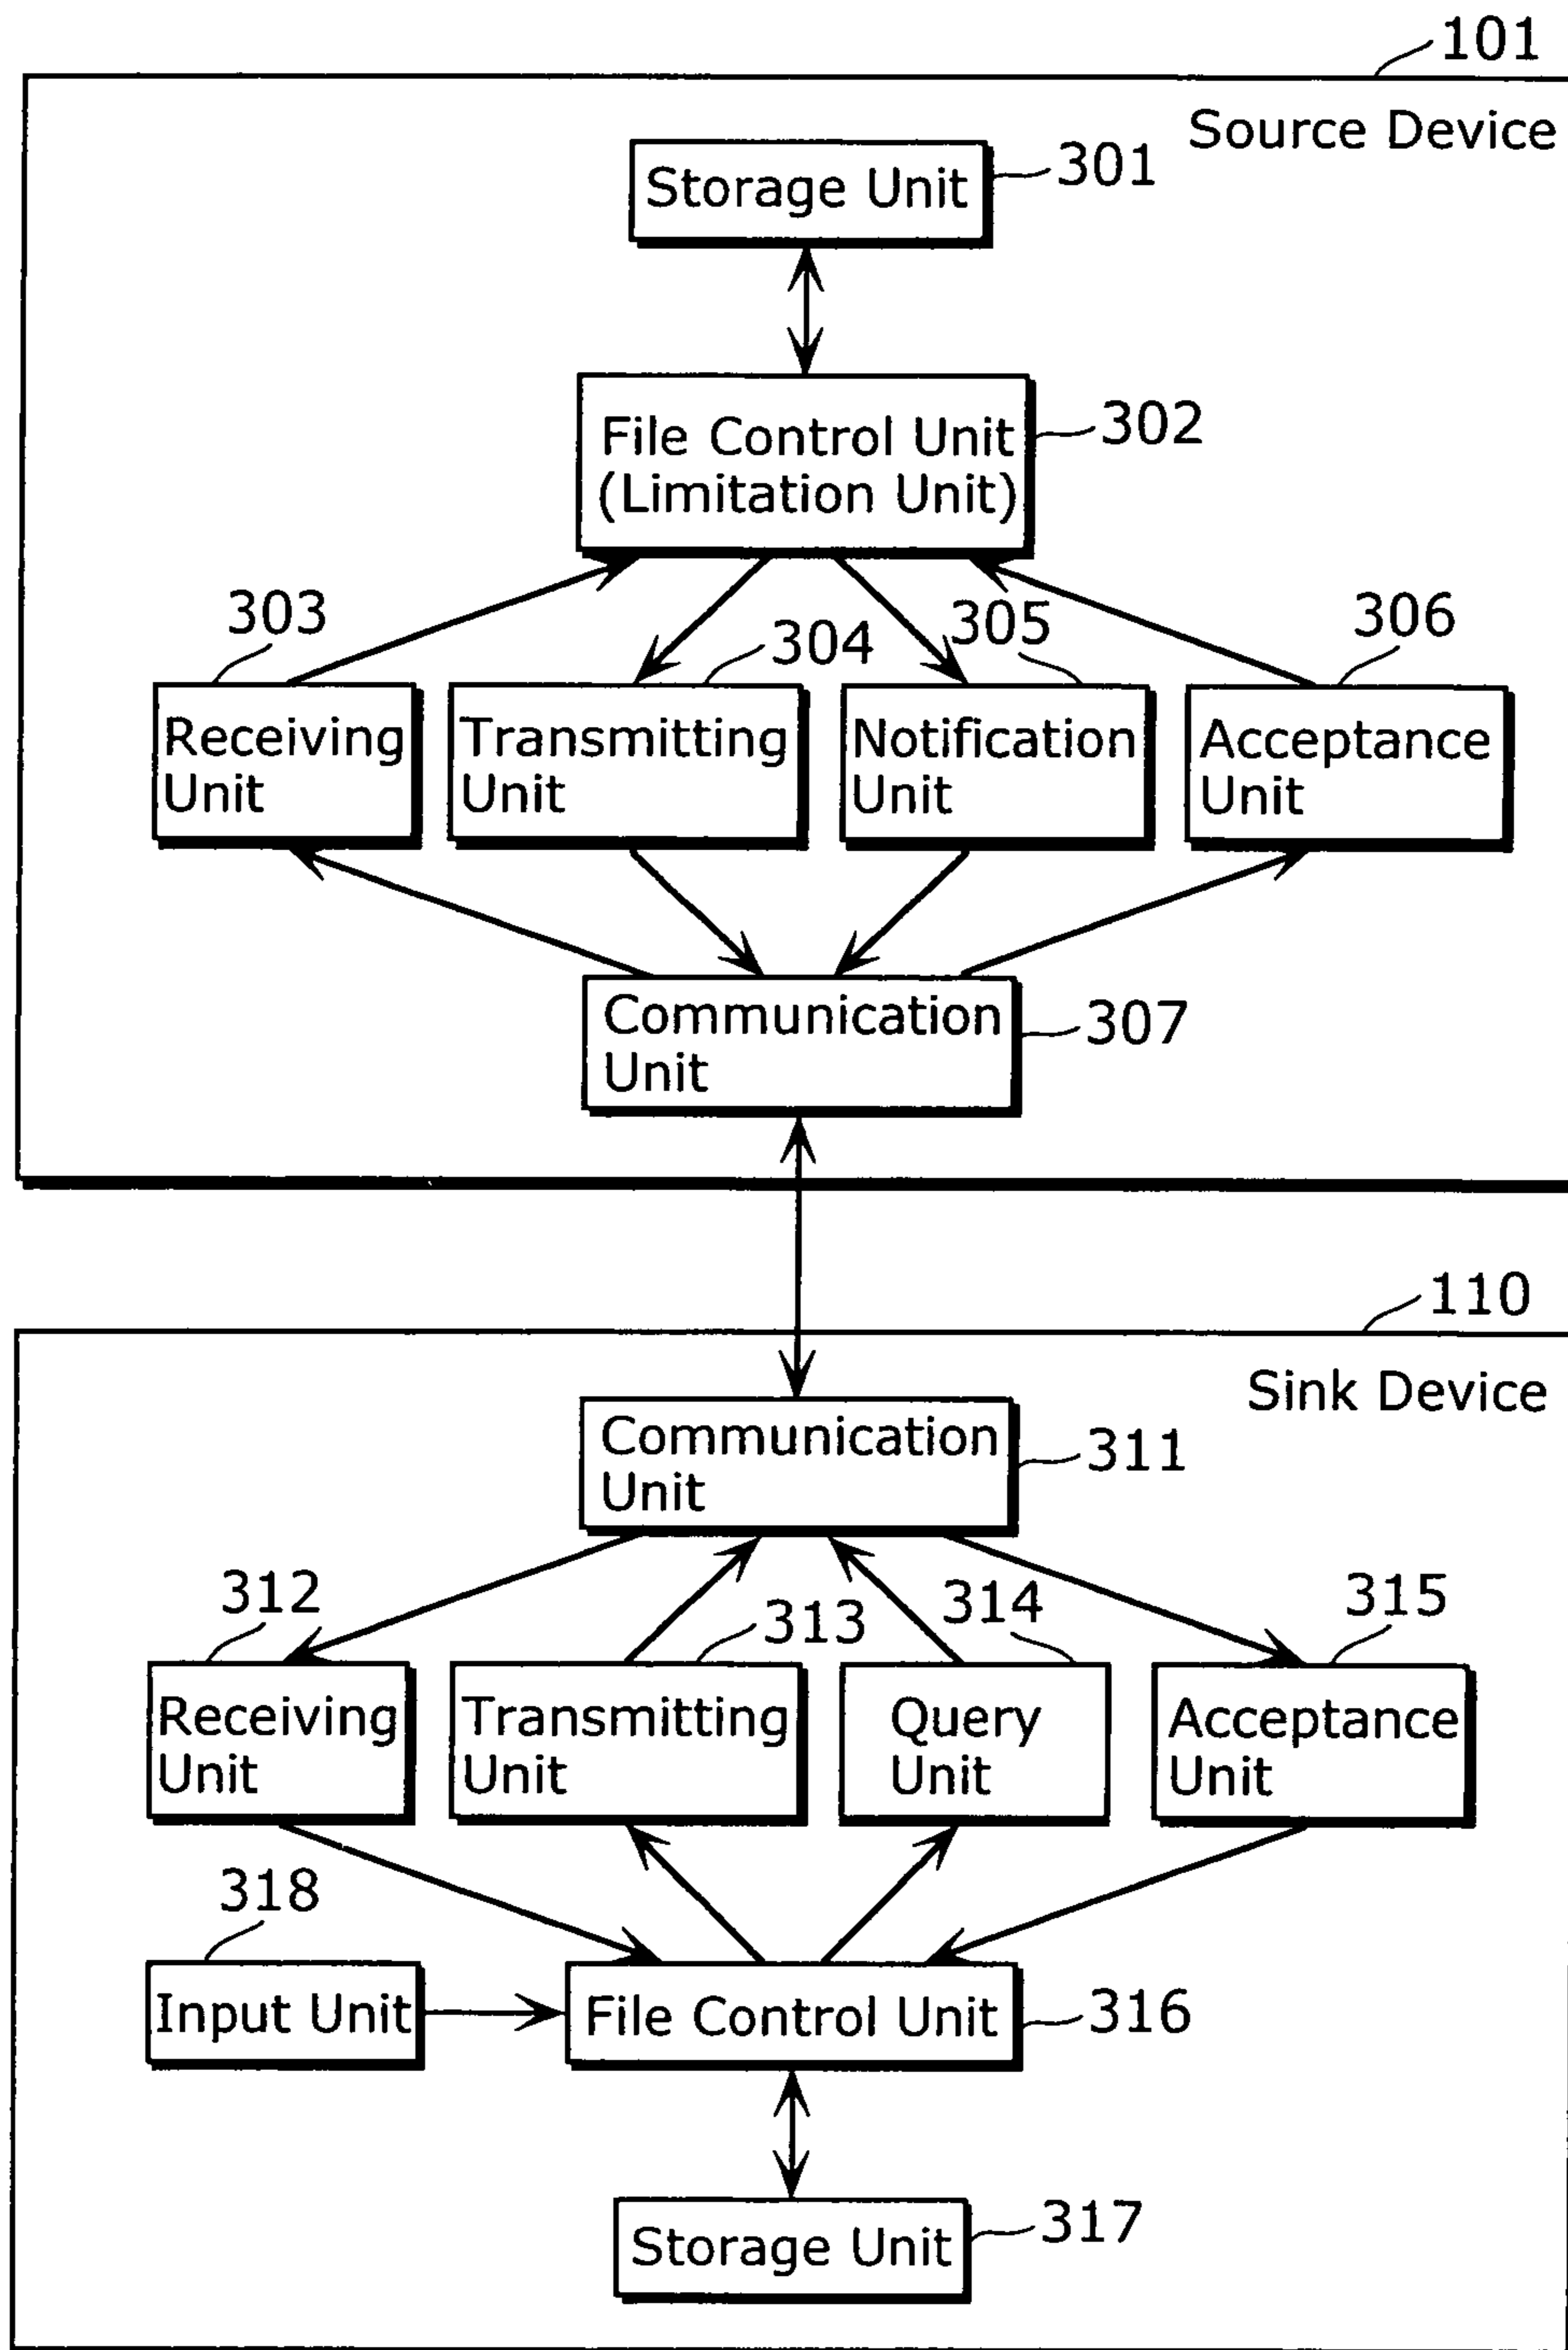 101
Source Device
Storage Unit
301
File Control Unit
(Limitation Unit)
302
303
304
305
306
Receiving
Unit
Transmitting
Unit
Notification
Unit
Acceptance
Unit
Communication
Unit
307
110
Sink Device
Communication
Unit
311
312
313
314
315
Receiving
Unit
Transmitting
Unit
Query
Unit
Acceptance
Unit
318
Input Unit
File Control Unit
316
Storage Unit
317